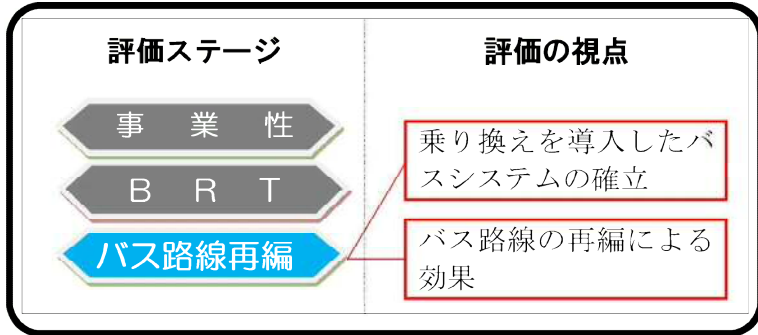 評価ステージ
評価の視点
事業性
BRT
バス路線再編
乗り換えを導入したバ
スシステムの確立
バス路線の再編による
効果